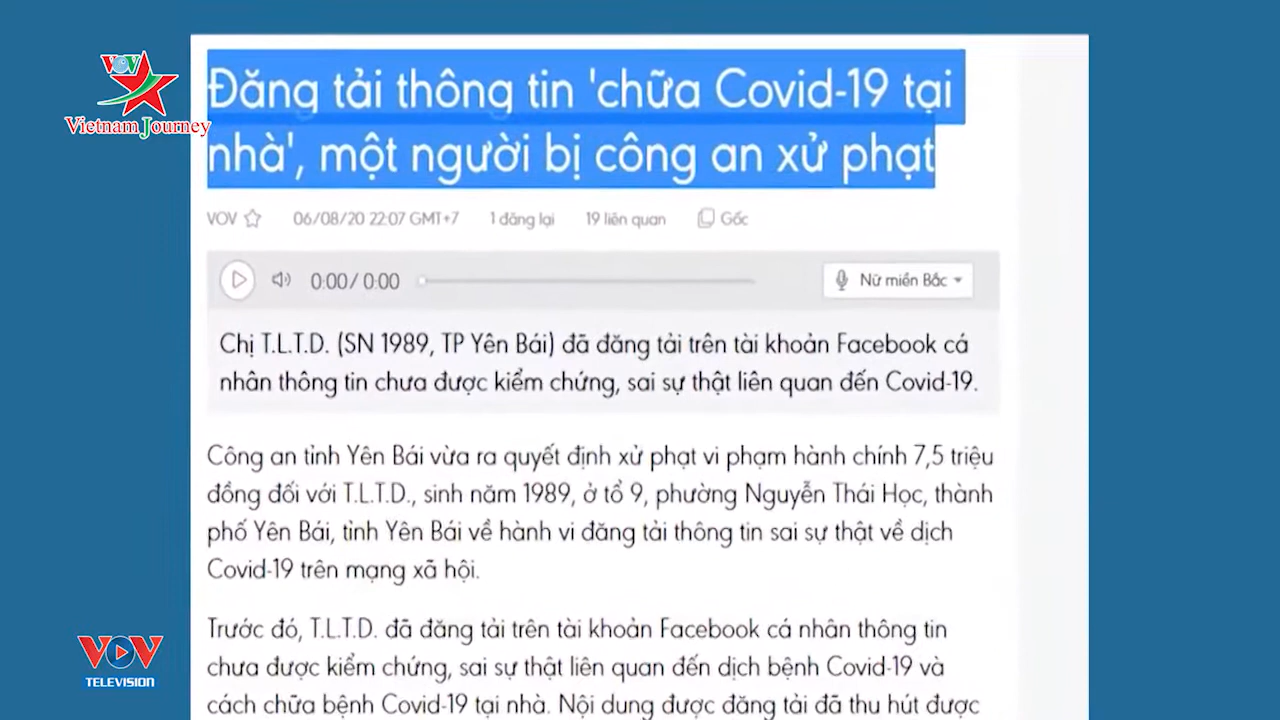 VOV
Vietnam Journey
Đăng tải thông tin 'chữa Covid-19 tại
nhà', một người bị công an xử phạt
VOV 06/08/20 22:07 GMT+7 1 đăng lại 19 liên quan Gốc
0:00/ 0:00 Nữ miền Bắc
Chị T.L.T.D. (SN 1989, TP Yên Bái) đã đăng tải trên tài khoản Facebook cá
nhân thông tin chưa được kiểm chứng, sai sự thật liên quan đến Covid-19.
Công an tỉnh Yên Bái vừa ra quyết định xử phạt vi phạm hành chính 7,5 triệu
đồng đối với T.L.T.D., sinh năm 1989, ở tổ 9, phường Nguyễn Thái Học, thành
phố Yên Bái, tỉnh Yên Bái về hành vi đăng tải thông tin sai sự thật về dịch
Covid-19 trên mạng xã hội.
Trước đó, T.L.T.D. đã đăng tải trên tài khoản Facebook cá nhân thông tin
chưa được kiểm chứng, sai sự thật liên quan đến dịch bệnh Covid-19 và
cách chữa bệnh Covid-19 tại nhà. Nội dung được đăng tải đã thu hút được
VOV
TELEVISION